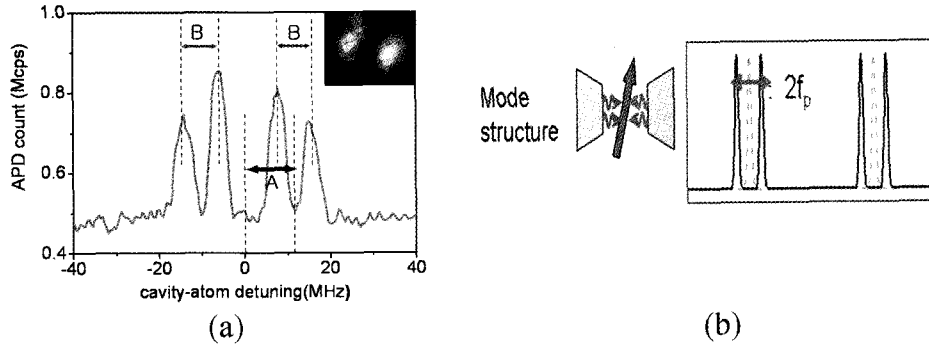 B
B
A
1.0
0.8
0.6
0.4
APD count (Mcps)
-40
-20
0
20
40
cavity-atom detuning(MHz)
(a)
Mode
structure
2fp
(b)